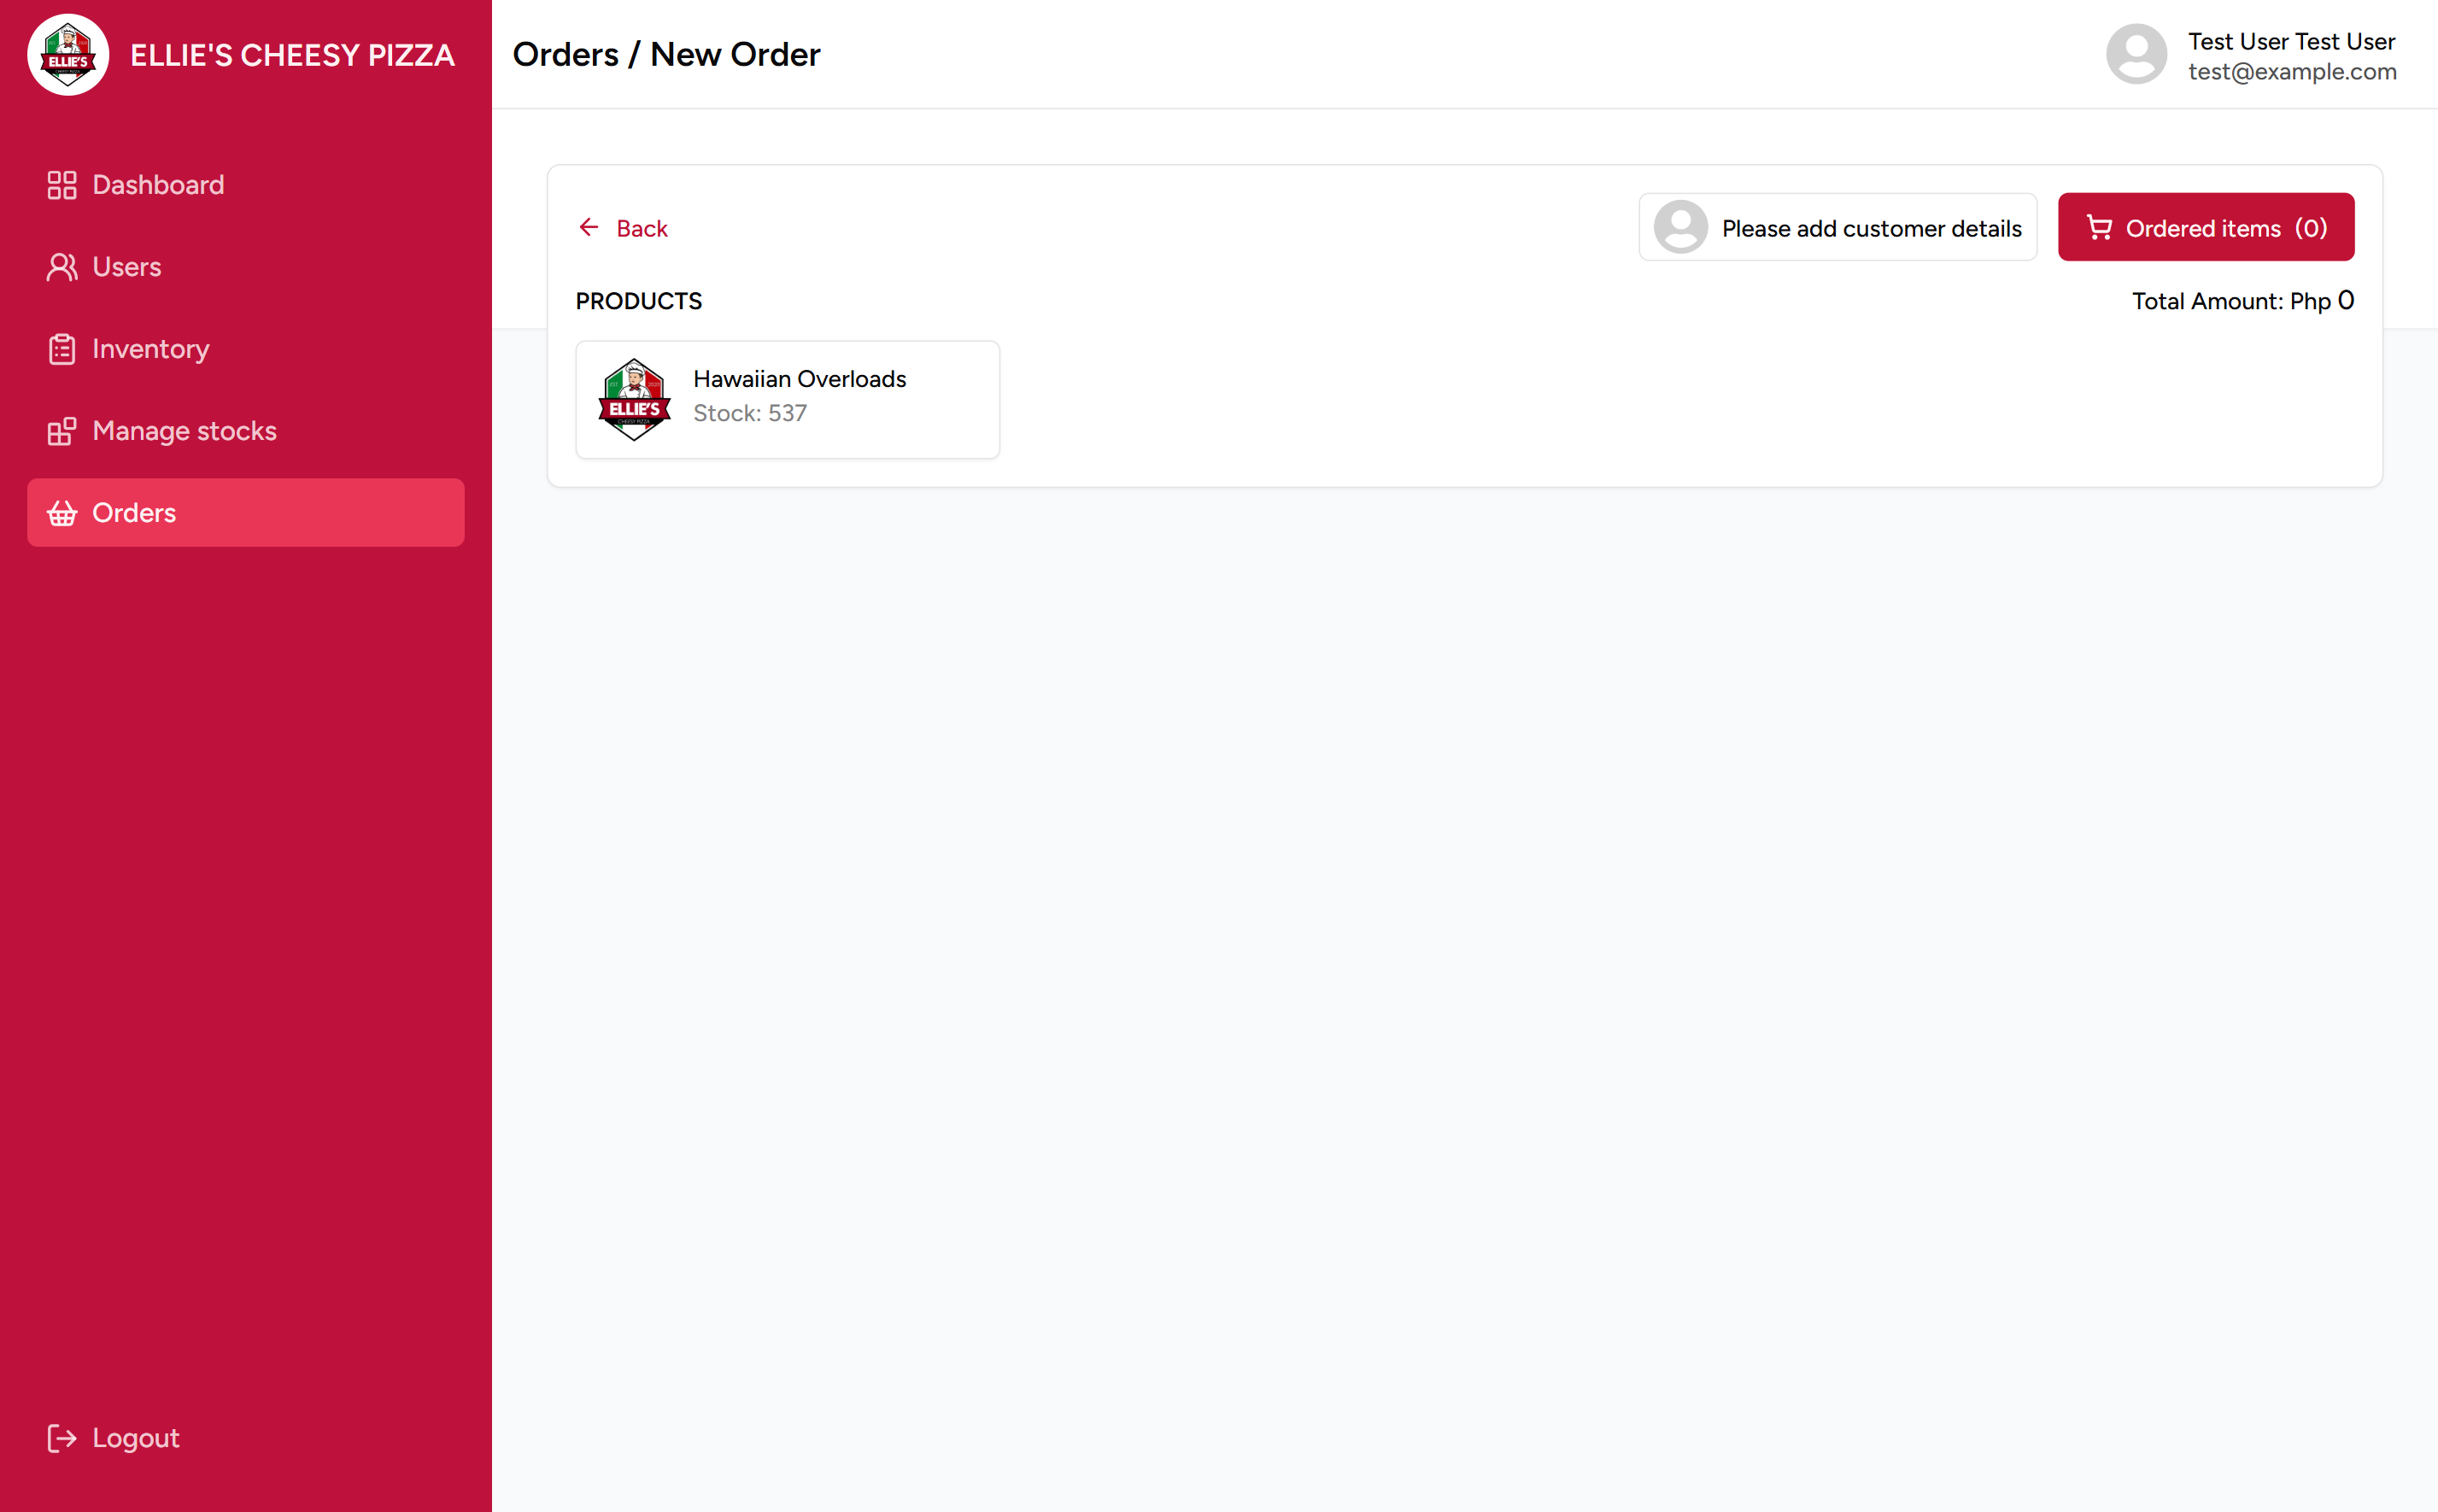 ELLIE'S
ELLIE'S CHEESY PIZZA
Orders / New Order
Test User Test User
test@example.com
Dashboard
Users
Inventory
Manage stocks
Orders
Logout
Back
Please add customer details
Ordered items (0)
PRODUCTS
Total Amount: Php 0
ELLIE'S
CHEESY PIZZA
Hawaiian Overloads
Stock: 537